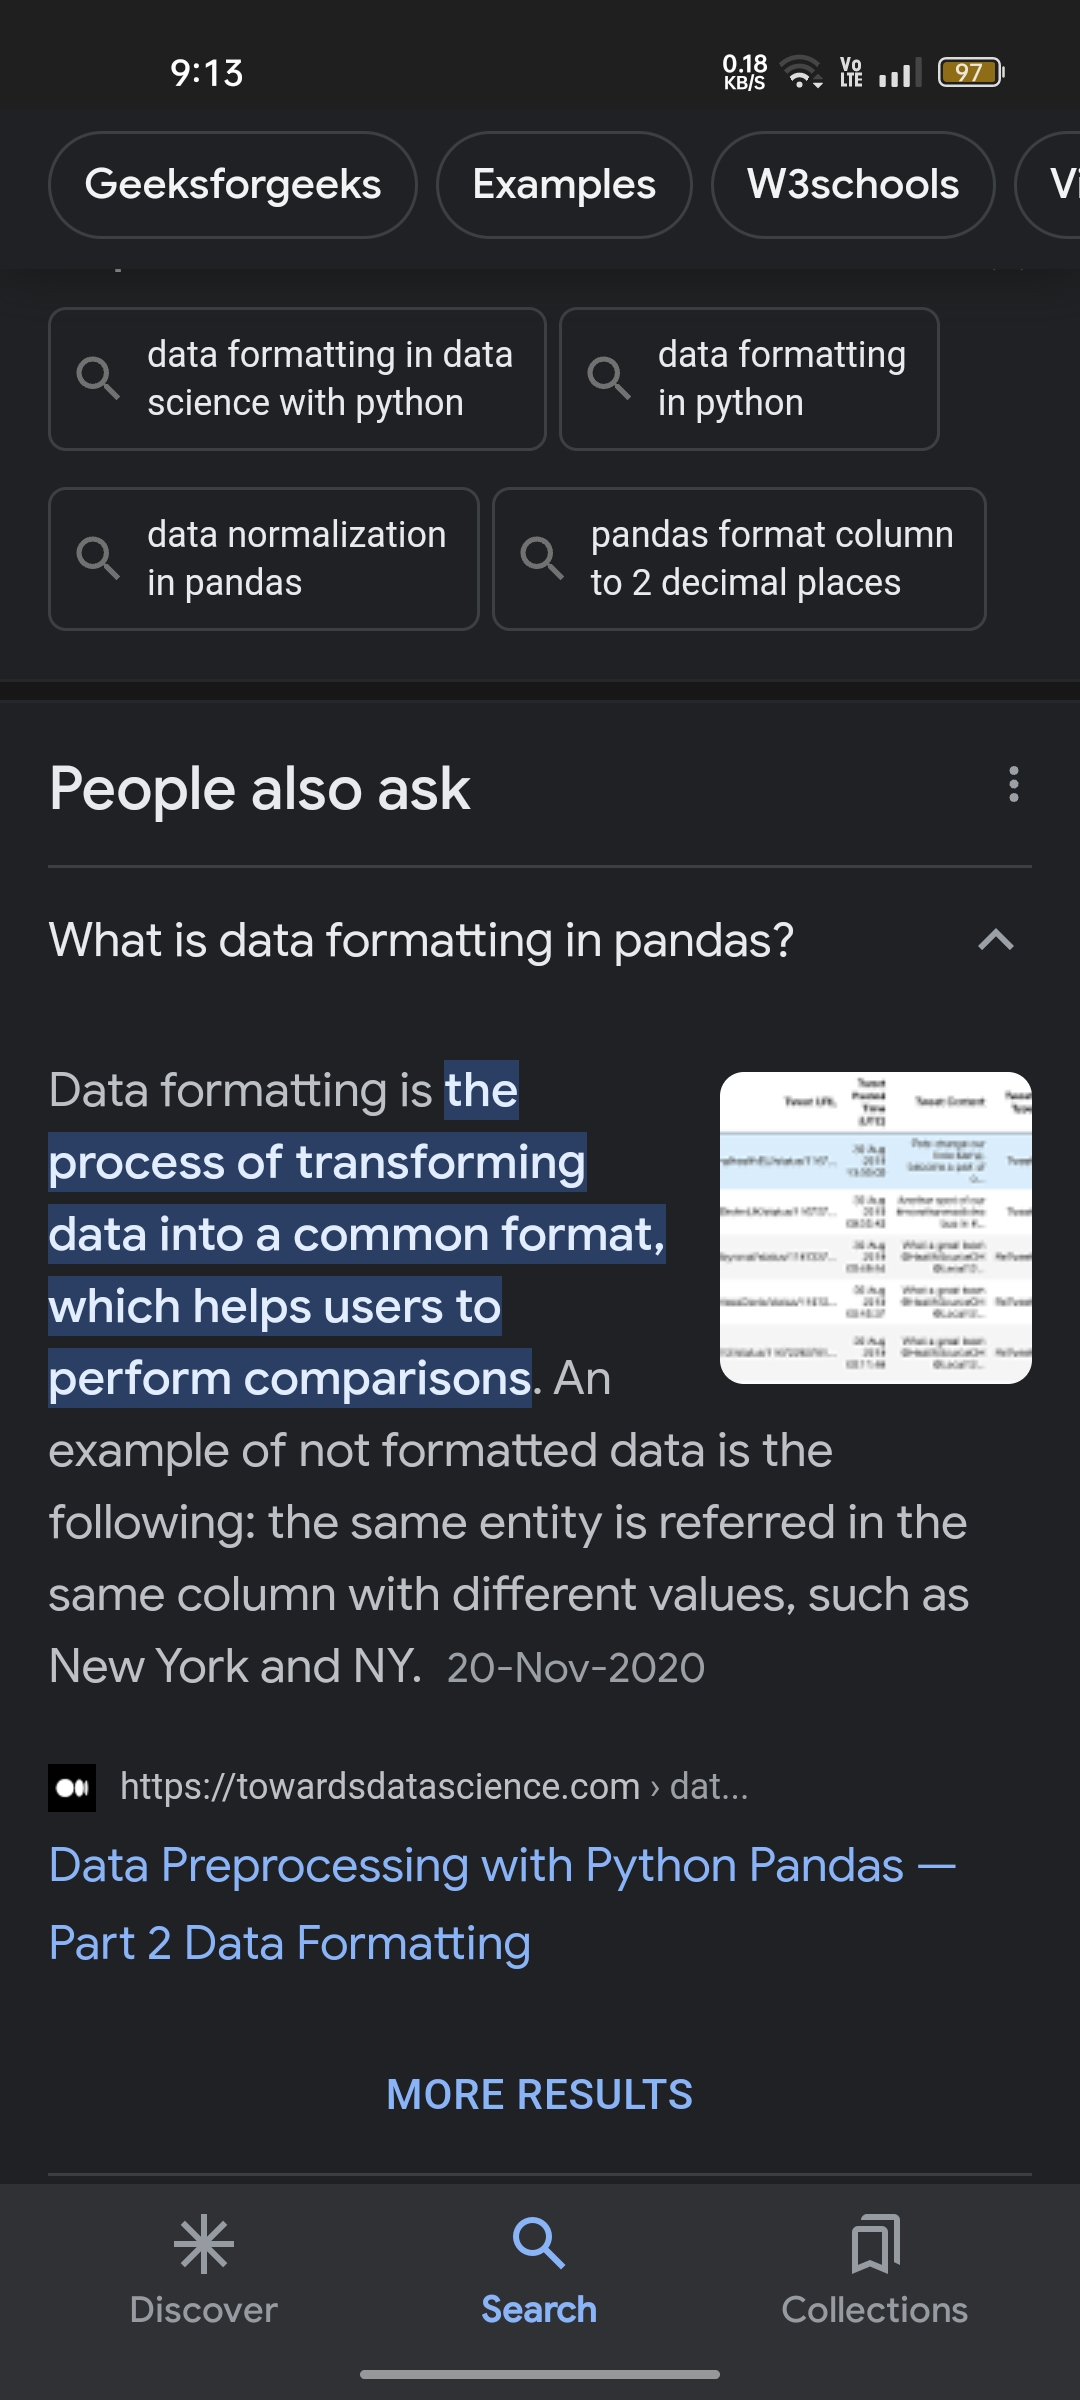 9:13
0.18
KB/S
Vo
LTE
97
Geeksforgeeks
Examples
W3schools
data formatting in data
science with python
data formatting
in python
data normalization
in pandas
pandas format column
to 2 decimal places
People also ask
What is data formatting in pandas?
Data formatting is the
process of transforming
data into a common format,
which helps users to
perform comparisons. An
example of not formatted data is the
following: the same entity is referred in the
same column with different values, such as
New York and NY. 20-Nov-2020
https://towardsdatascience.com › dat...
Data Preprocessing with Python Pandas —
Part 2 Data Formatting
MORE RESULTS
Discover
Search
Collections